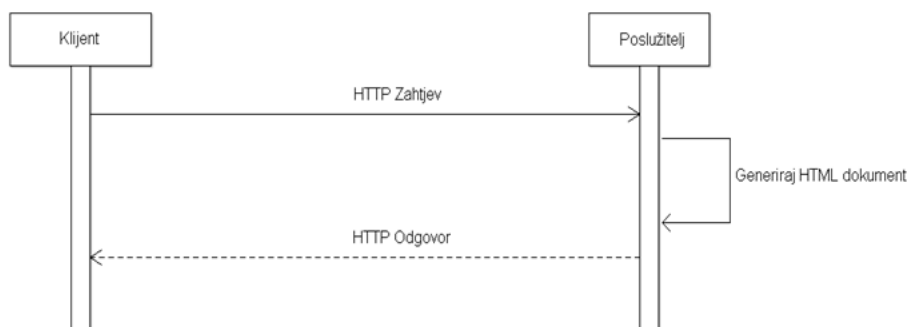 Klijent
Poslužitelj
HTTP Zahtjev
Generiraj HTML dokument
HTTP Odgovor